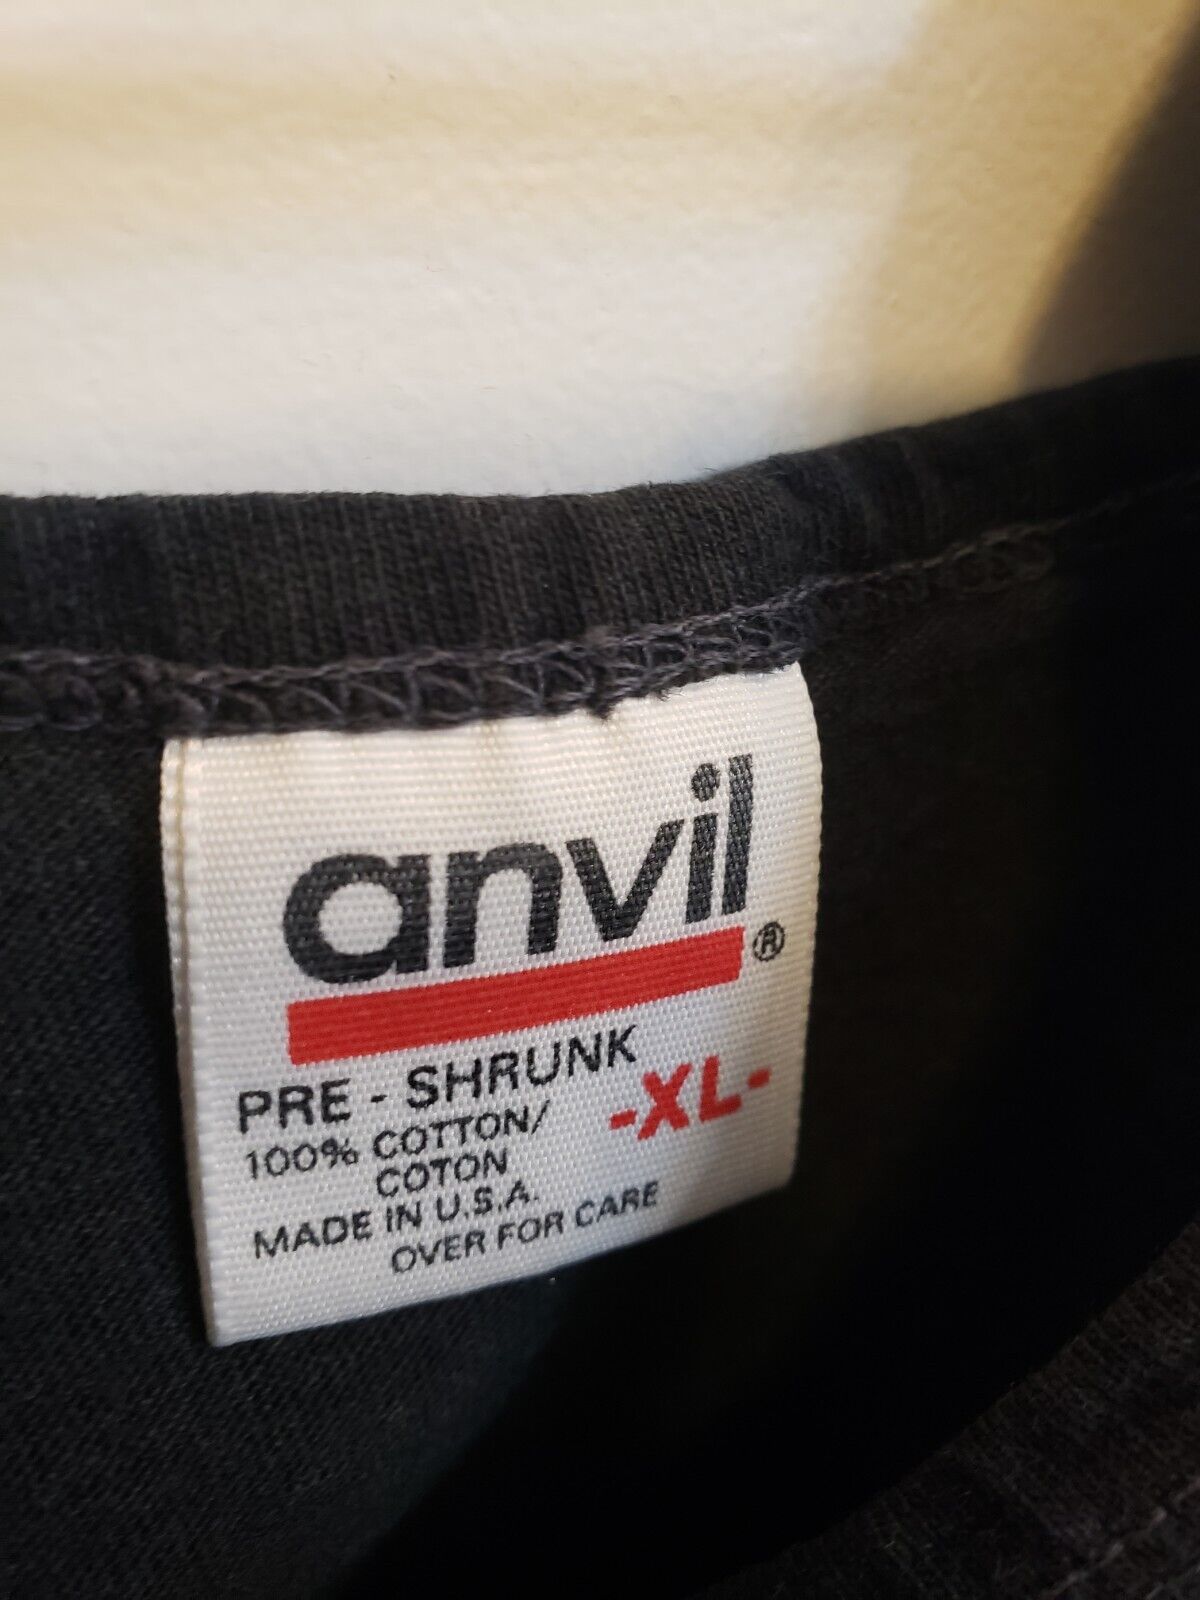 anvil®
PRE - SHRUNK
100% COTTON/
COTON
-XL-
MADE IN U.S.A.
OVER FOR CARE